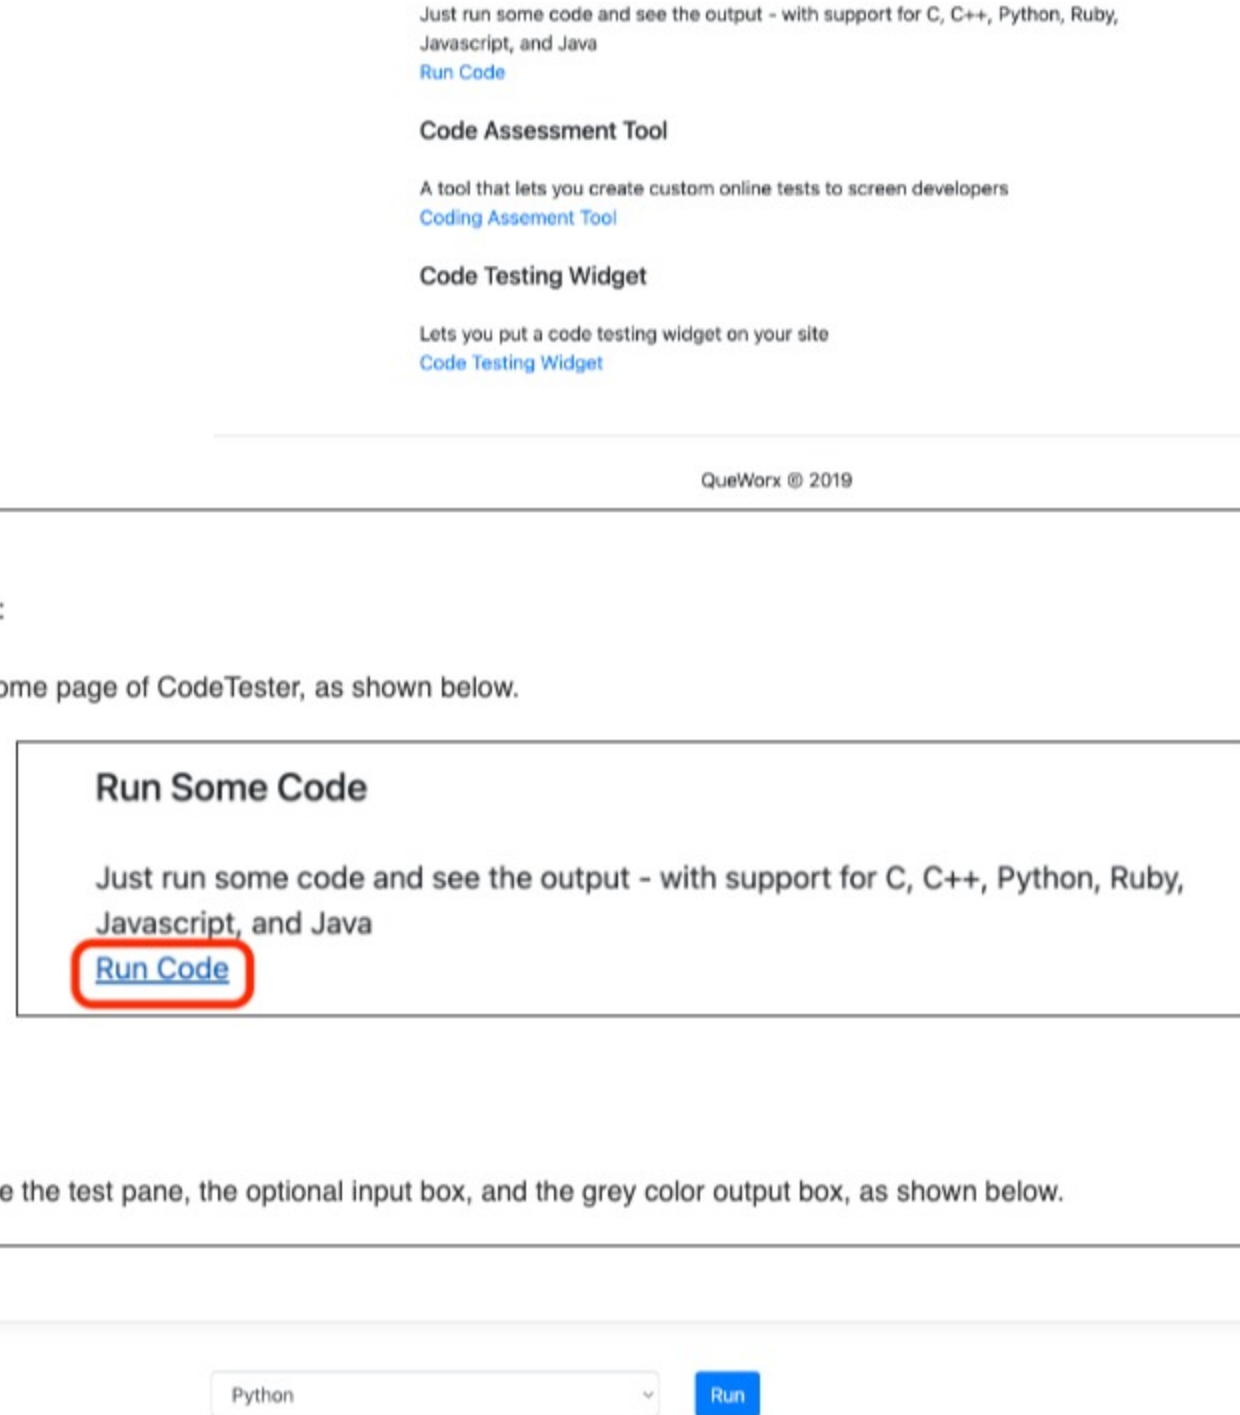 Just run some code and see the output - with support for C, C++, Python, Ruby,
Javascript, and Java
Run Code
Code Assessment Tool
A tool that lets you create custom online tests to screen developers
Coding Assement Tool
Code Testing Widget
Lets you put a code testing widget on your site
Code Testing Widget
QueWorx © 2019
:
ome page of CodeTester, as shown below.
Run Some Code
Just run some code and see the output - with support for C, C++, Python, Ruby,
Javascript, and Java
Run Code
e the test pane, the optional input box, and the grey color output box, as shown below.
Python Run